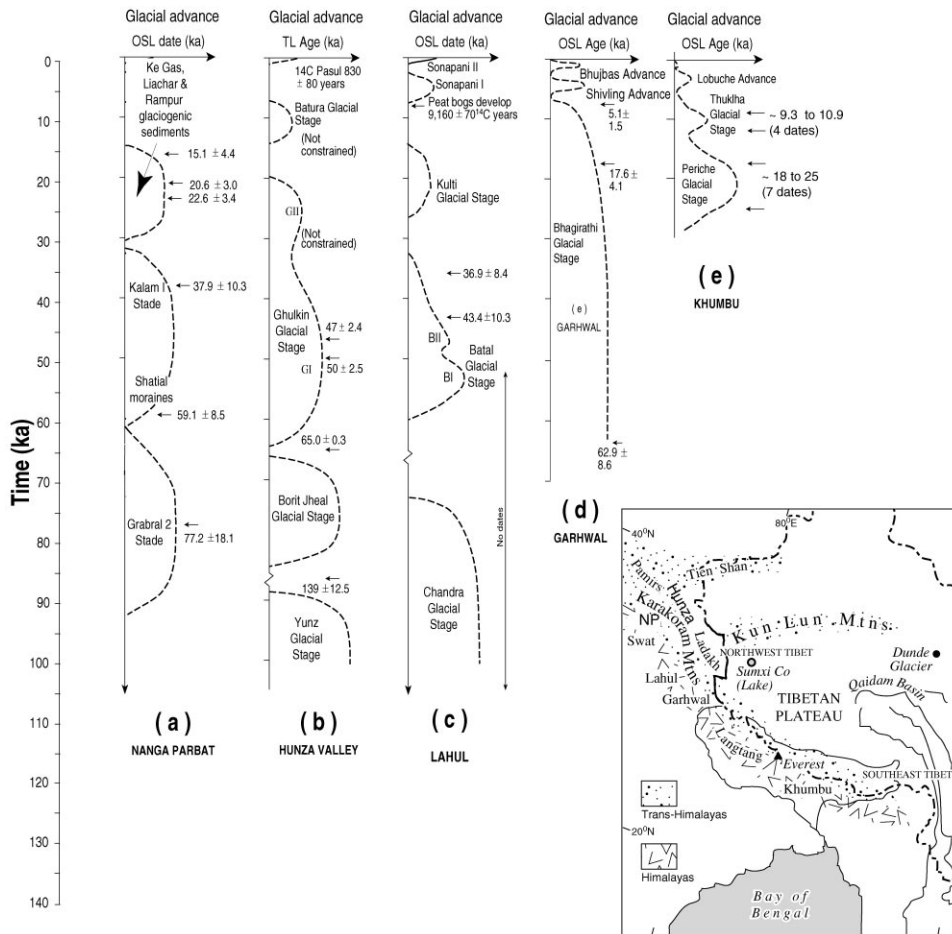 Glacial advance
OSL date (ka)
Ke Gas,
Liachar &
Rampur
glaciogenic
sediments
15.1 ± 4.4
20.6 ± 3.0
22.6 ± 3.4
Kalam I
Stade
37.9 ± 10.3
Shatial
moraines
59.1 ± 8.5
Grabral 2
Stade
77.2 ±18.1
(a)
NANGA PARBAT
Time (ka)
0
10
20
30
40
50
60
70
80
90
100
110
120
130
140
Glacial advance
TL Age (ka)
14C Pasul 830
± 80 years
Batura Glacial
Stage
(Not
constrained)
GII
(Not
constrained)
Ghulkin
Glacial
Stage
47 ± 2.4
GI
50 ± 2.5
65.0 ± 0.3
Borit Jheal
Glacial Stage
139 ± 12.5
Yunz
Glacial
Stage
(b)
HUNZA VALLEY
Glacial advance
OSL date (ka)
Sonapani II
Sonapani I
Peat bogs develop
9,160 ± 70 14C years
Kulti
Glacial Stage
36.9 ± 8.4
43.4 ±10.3
BII
BI
Batal
Glacial
Stage
No dates
Chandra
Glacial
Stage
(c)
LAHUL
Glacial advance
OSL Age (ka)
Bhujbas Advance
Shivling Advance
5.1±
1.5
17.6 ±
4.1
Bhagirathi
Glacial
Stage
(e)
GARHWAL
62.9 ±
8.6
(d)
GARHWAL
Glacial advance
OSL Age (ka)
Lobuche Advance
Thuklha
Glacial
Stage
~ 9.3 to 10.9
(4 dates)
Periche
Glacial
Stage
~ 18 to 25
(7 dates)
(e)
KHUMBU
80°E
40°N
Tien Shan
Pamirs
Hunza
Karakoram Mtns
Kun Lun Mtns
NP
Ladakh
Swat
NORTHWEST TIBET
Dunde
Glacier
Sumxi Co
(Lake)
Lahul
Qaidam Basin
Garhwal
TIBETAN
PLATEAU
Langtang
Everest
SOUTHEAST TIBET
Khumbu
Trans-Himalayas
20°N
Himalayas
Bay of
Bengal